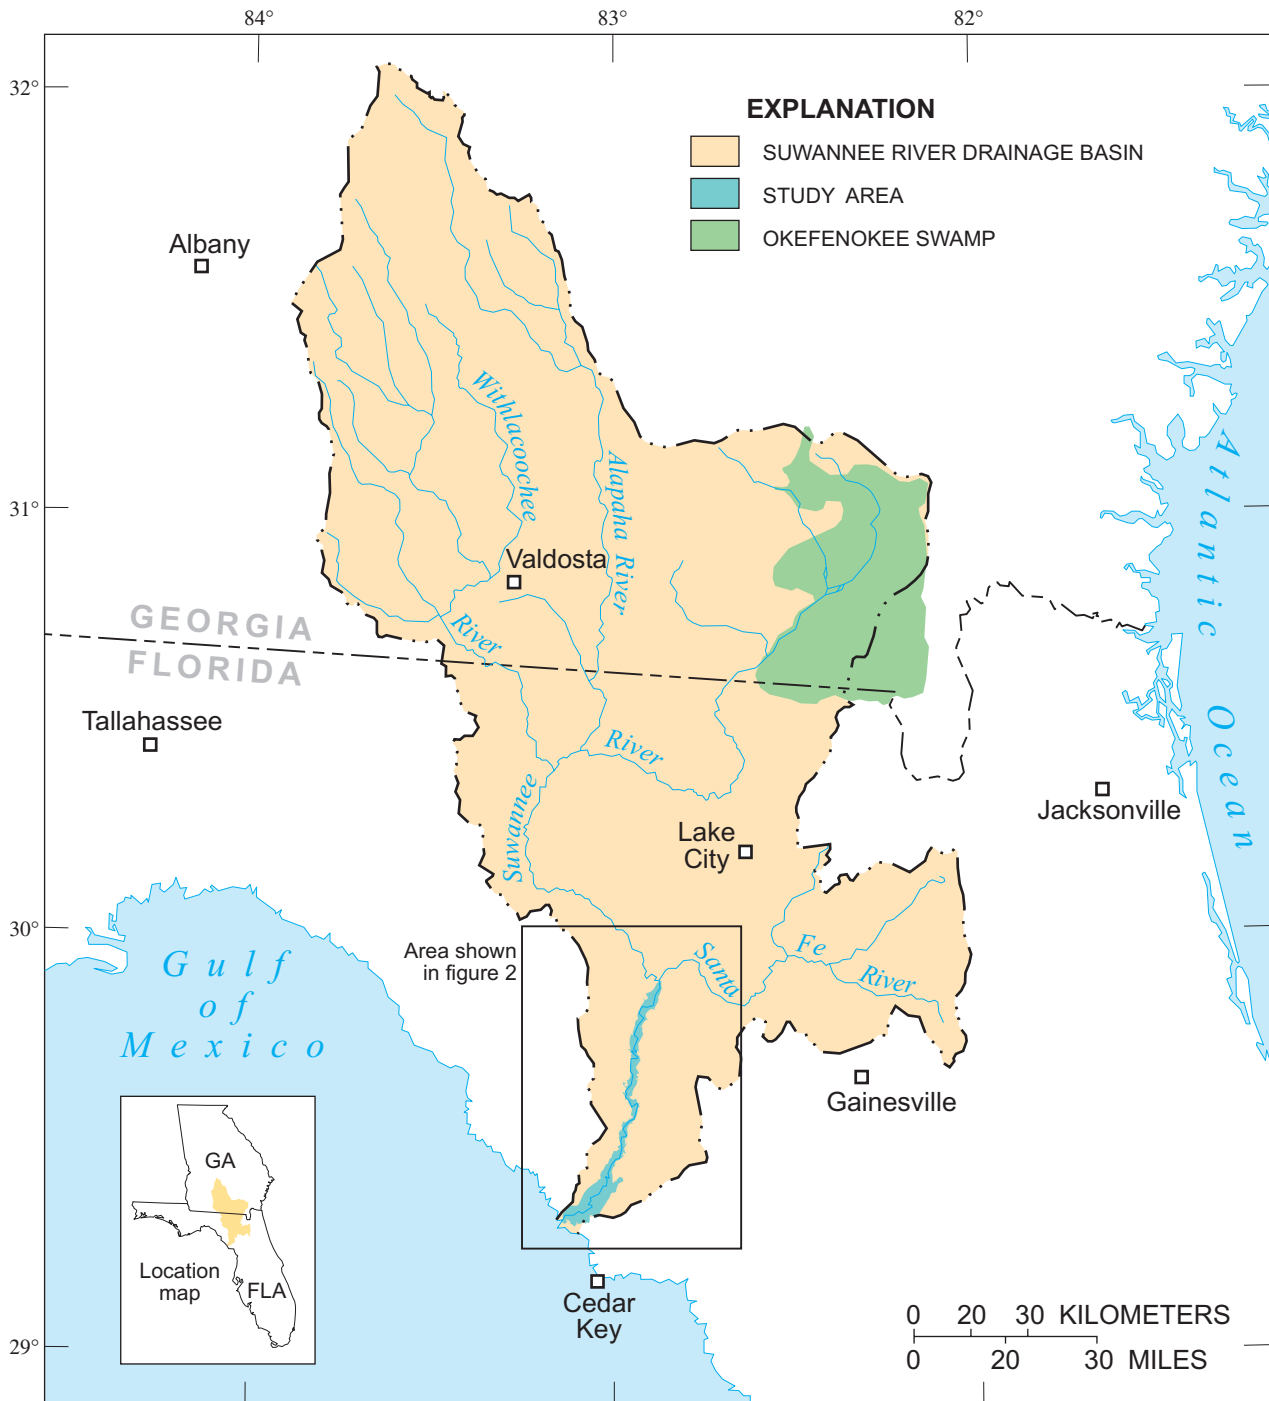 84°
83°
82°
32°
31°
30°
29°
EXPLANATION
SUWANNEE RIVER DRAINAGE BASIN
STUDY AREA
OKEFENOKEE SWAMP
Albany
Withlacoochee
Alapaha River
Valdosta
GEORGIA
FLORIDA
River
Tallahassee
River
Suwannee
Lake
City
Jacksonville
Atlantic
Ocean
Area shown
in figure 2
Santa
Fe
River
Gulf
of
Mexico
Gainesville
GA
Location
map
FLA
Cedar
Key
0 20 30 KILOMETERS
0 20 30 MILES